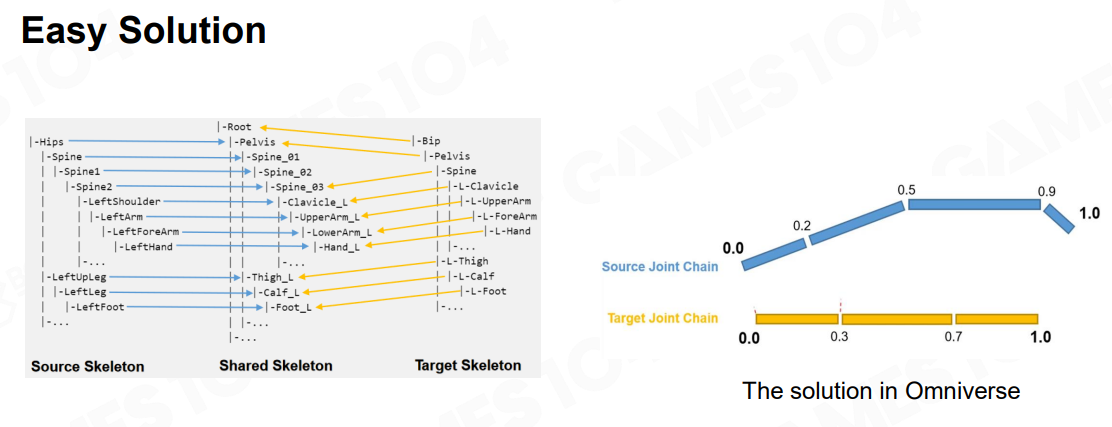 Easy Solution
|-Root
|-Hips |-Pelvis |-Bip
|-Spine |-Spine_01 |-Pelvis
|-Spine1 |-Spine_02 |-Spine
|-Spine2 |-Spine_03 |-L-Clavicle
|-LeftShoulder |-Clavicle_L |-L-UpperArm
|-LeftArm |-UpperArm_L |-L-ForeArm
|-LeftForeArm |-LowerArm_L |-L-Hand
|-LeftHand |-Hand_L |-...
|-... |-... |-L-Thigh
|-LeftUpLeg |-Thigh_L |-L-Calf
|-LeftLeg |-Calf_L |-L-Foot
|-LeftFoot |-Foot_L |-...
|-... |-...
|-...
Source Skeleton Shared Skeleton Target Skeleton
0.0 0.2 0.5 0.9 1.0
Source Joint Chain
Target Joint Chain
0.0 0.3 0.7 1.0
The solution in Omniverse
GAMES104